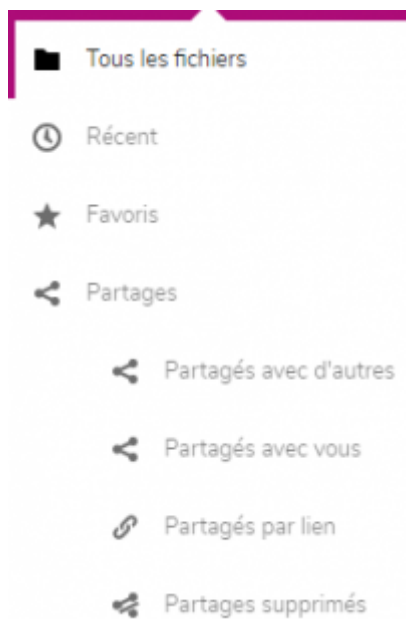 Tous les fichiers
Récent
Favoris
Partages
Partagés avec d'autres
Partagés avec vous
Partagés par lien
Partages supprimés